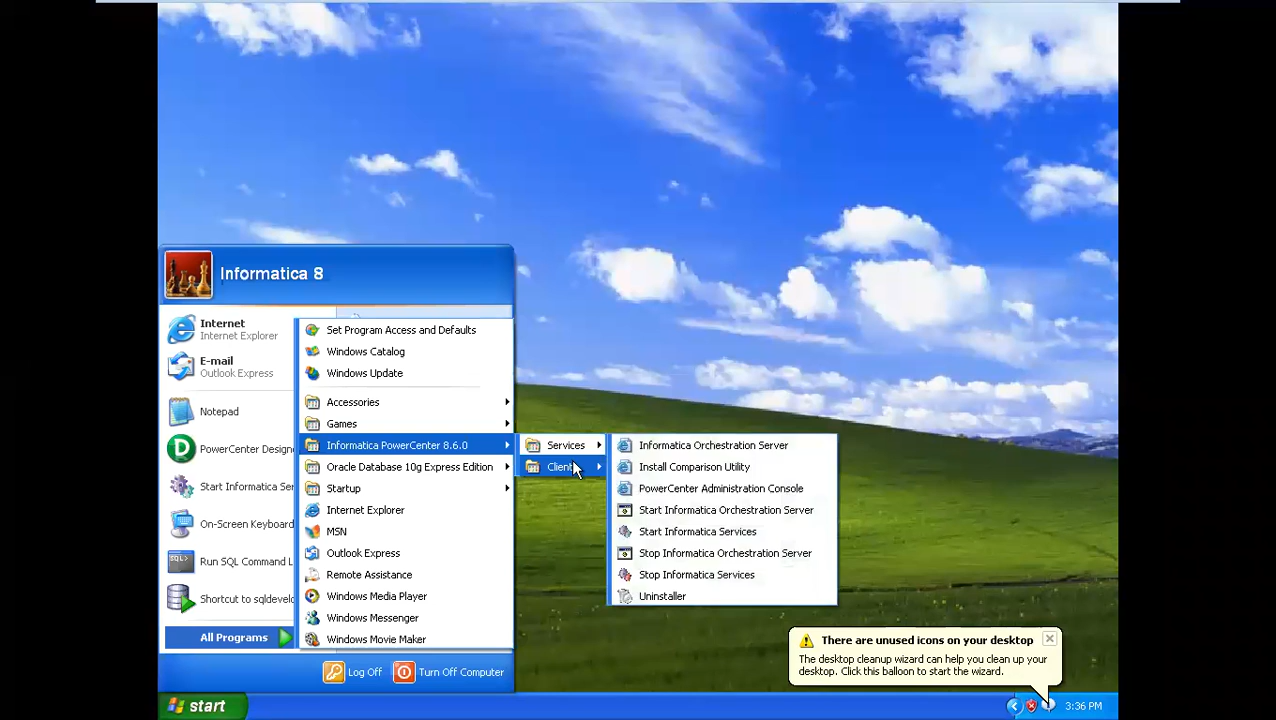 Informatica 8
Internet
Internet Explorer
E-mail
Outlook Express
Notepad
PowerCenter Design
Start Informatica Ser
On-Screen Keyboard
Run SQL Command L
Shortcut to sqldevelo
All Programs
Set Program Access and Defaults
Windows Catalog
Windows Update
Accessories
Games
Informatica PowerCenter 8.6.0
Oracle Database 10g Express Edition
Startup
Internet Explorer
MSN
Outlook Express
Remote Assistance
Windows Media Player
Windows Messenger
Windows Movie Maker
Services
Client
Informatica Orchestration Server
Install Comparison Utility
PowerCenter Administration Console
Start Informatica Orchestration Server
Start Informatica Services
Stop Informatica Orchestration Server
Stop Informatica Services
Uninstaller
Log Off
Turn Off Computer
There are unused icons on your desktop
The desktop cleanup wizard can help you clean up your
desktop. Click this balloon to start the wizard.
start
3:36 PM